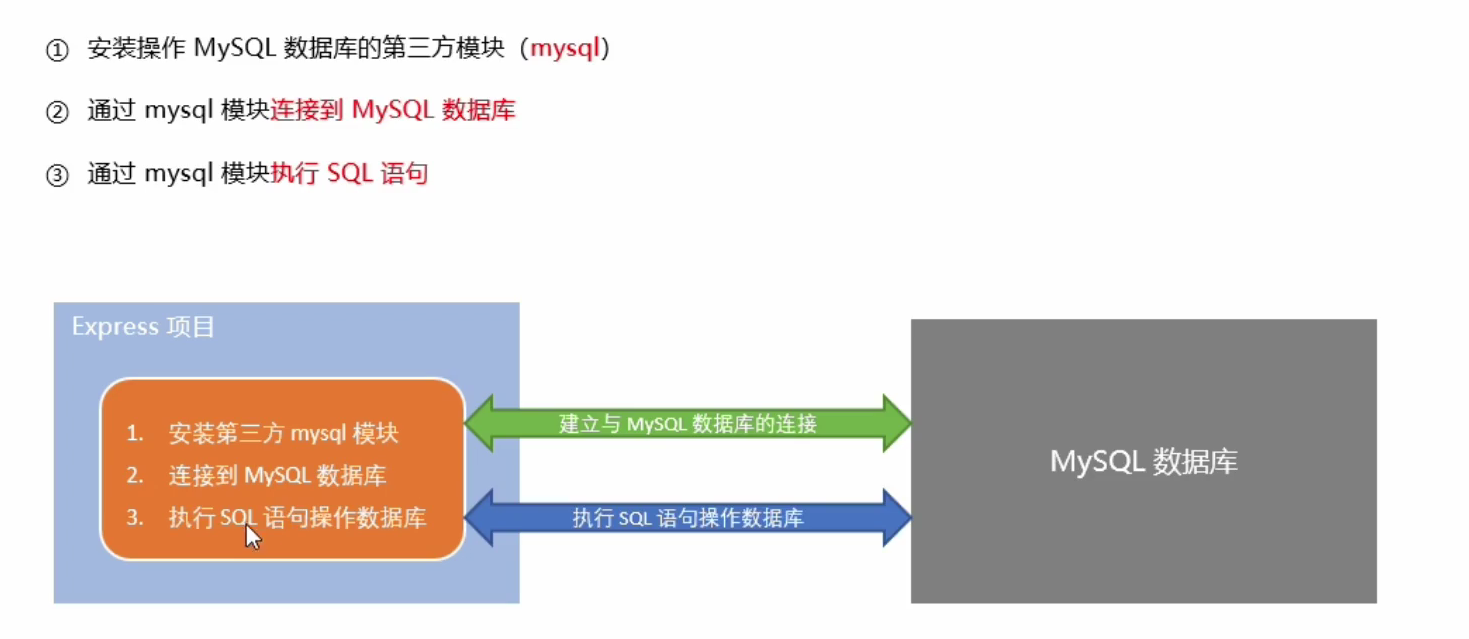 ① 安装操作 MySQL 数据库的第三方模块（mysql）
② 通过 mysql 模块连接到 MySQL 数据库
③ 通过 mysql 模块执行 SQL 语句
Express 项目
1. 安装第三方 mysql 模块
2. 连接到 MySQL 数据库
3. 执行 SQL 语句操作数据库
建立与 MySQL 数据库的连接
执行 SQL 语句操作数据库
MySQL 数据库